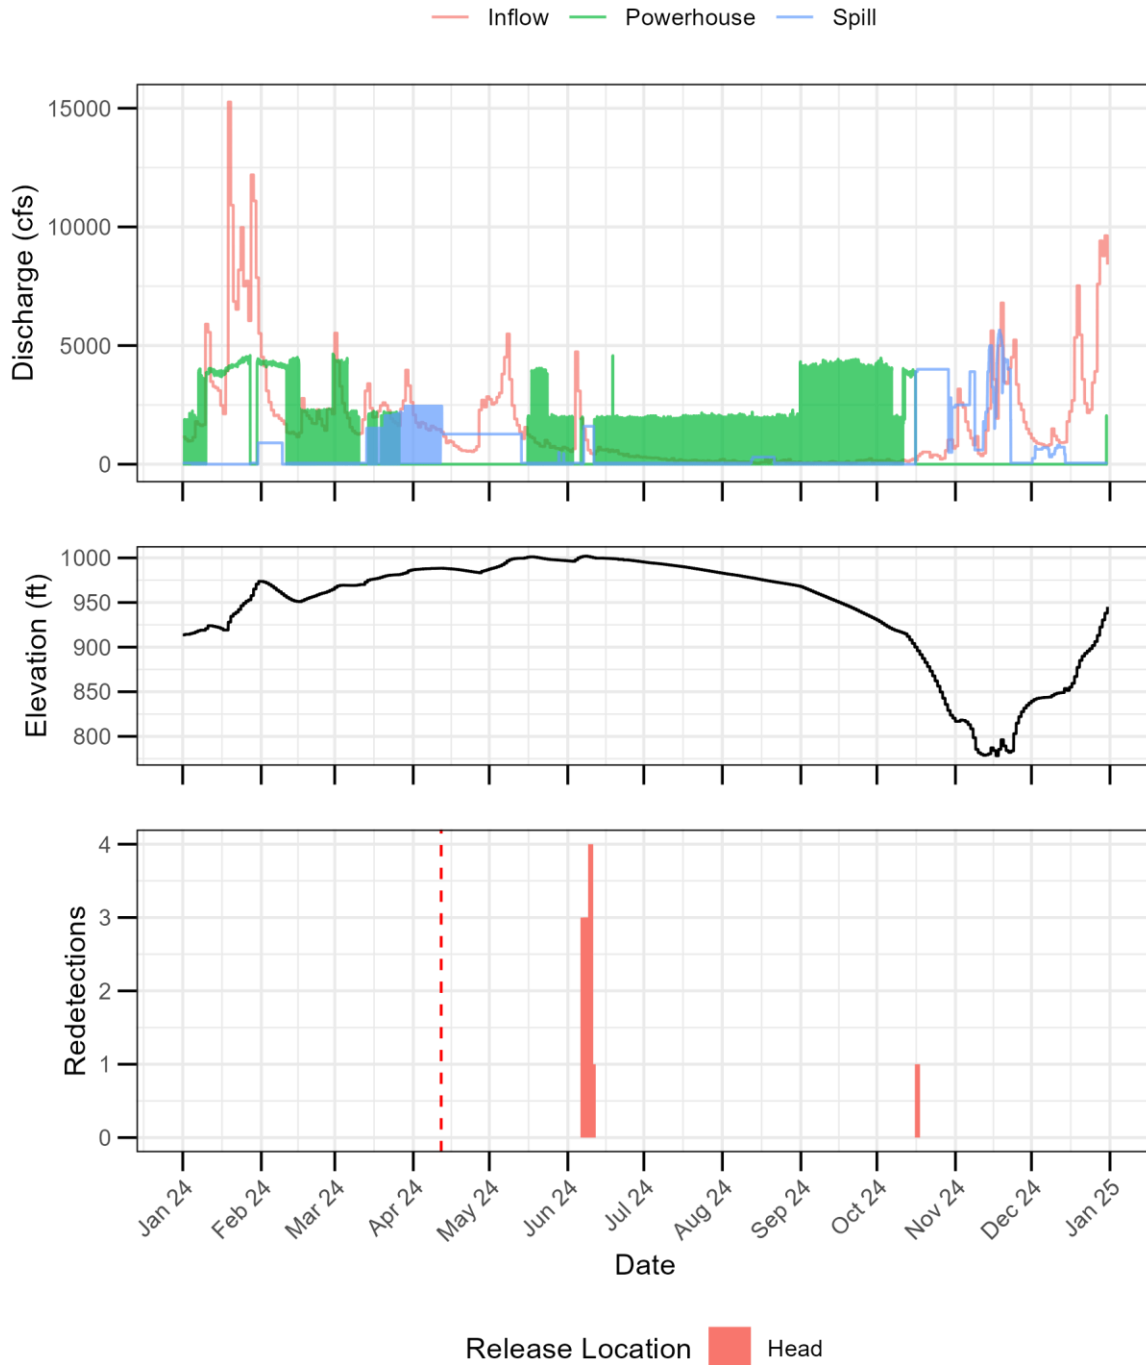 Inflow Powerhouse Spill
Discharge (cfs)
15000
10000
5000
0
Elevation (ft)
1000
950
900
850
800
Redetections
4
3
2
1
0
Jan 24 Feb 24 Mar 24 Apr 24 May 24 Jun 24 Jul 24 Aug 24 Sep 24 Oct 24 Nov 24 Dec 24 Jan 25
Date
Release Location Head